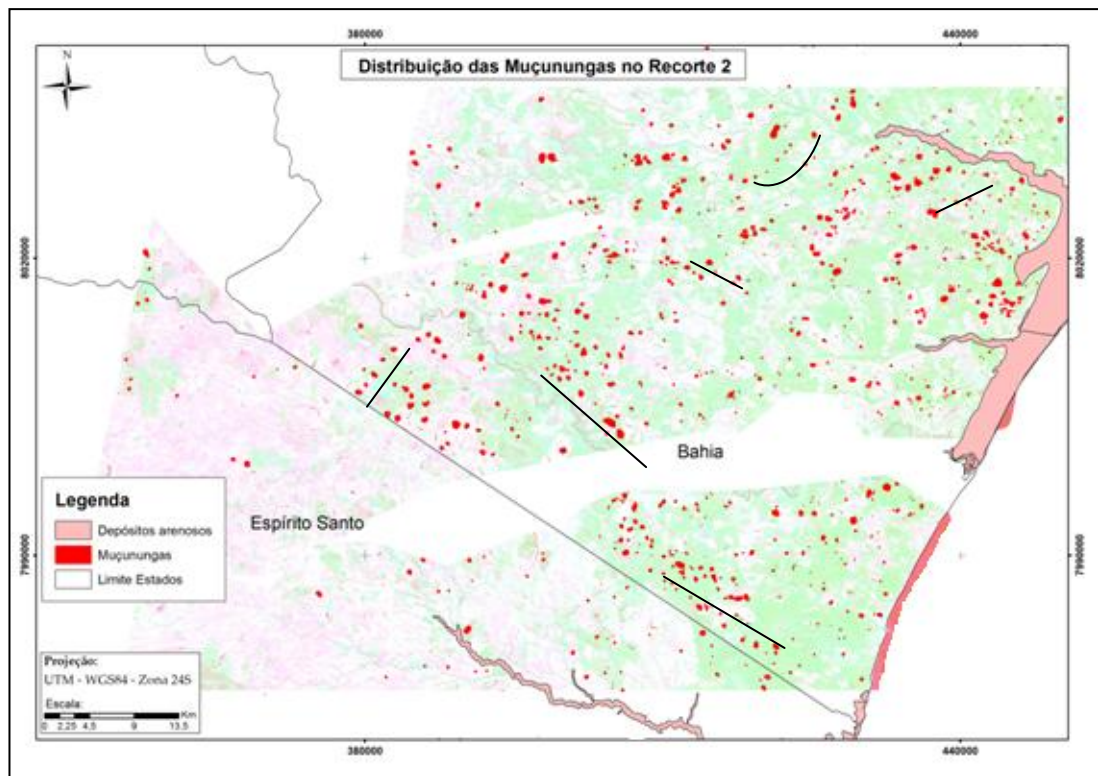 380000
440000
N
Distribuição das Muçunungas no Recorte 2
8020000
8020000
Bahia
Legenda
Depósitos arenosos
Muçunungas
Limite Estados
Espírito Santo
7990000
7990000
Projeção:
UTM - WGS84 - Zona 24S
Escala:
Km
0 2,25 4,5 9 13,5
380000
440000